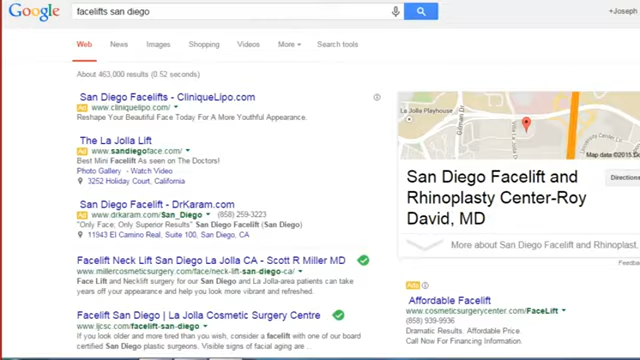 Google
facelifts san diego
+Joseph
Web News Images Shopping Videos More Search tools
About 463,000 results (0.52 seconds)
San Diego Facelifts - CliniqueLipo.com
Ad www.cliniquelipo.com/
Reshape Your Beautiful Face Today For A More Youthful Appearance.
The La Jolla Lift
Ad www.sandiegoface.com/
Best Mini Facelift As seen on The Doctors!
Photo Gallery - Watch Video
3252 Holiday Court, California
San Diego Facelift - DrKaram.com
Ad www.drkaram.com/San_Diego (858) 259-3223
"Only Face; Only Superior Results" San Diego Facelift (San Diego)
11943 El Camino Real, Suite 100, San Diego, CA
Facelift Neck Lift San Diego La Jolla CA - Scott R Miller MD
www.millercosmeticsurgery.com/face/neck-lift-san-diego-ca/
Face Lift and Necklift surgery for our San Diego and La Jolla-area patients can take
years off your appearance and help you look more vibrant and refreshed.
Facelift San Diego | La Jolla Cosmetic Surgery Centre
www.ljcsc.com/facelift-san-diego
If you look older and more tired than you wish, consider a facelift with one of our board
certified San Diego plastic surgeons. Visible signs of facial aging are ...
La Jolla Playhouse
Gilman Dr
Villa La Jolla Dr
Map data ©2015 Go
San Diego Facelift and
Rhinoplasty Center-Roy
David, MD
Directions
More about San Diego Facelift and Rhinoplast
Feedba
Ad
Affordable Facelift
www.cosmeticsurgerycenter.com/FaceLift
(858) 939-9936
Dramatic Results. Affordable Price.
Call Now For Financing Information.